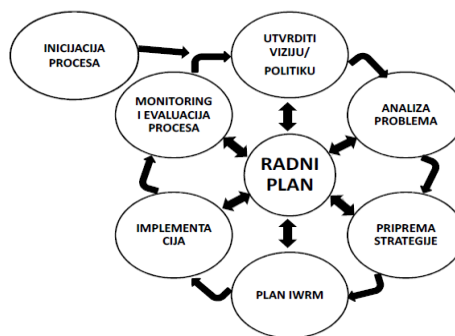 INICIJACIJA
PROCESA
UTVRDITI
VIZIJU/
POLITIKU
MONITORING
I EVALUACIJA
PROCESA
ANALIZA
PROBLEMA
RADNI
PLAN
IMPLEMENTA
CIJA
PRIPREMA
STRATEGIJE
PLAN IWRM